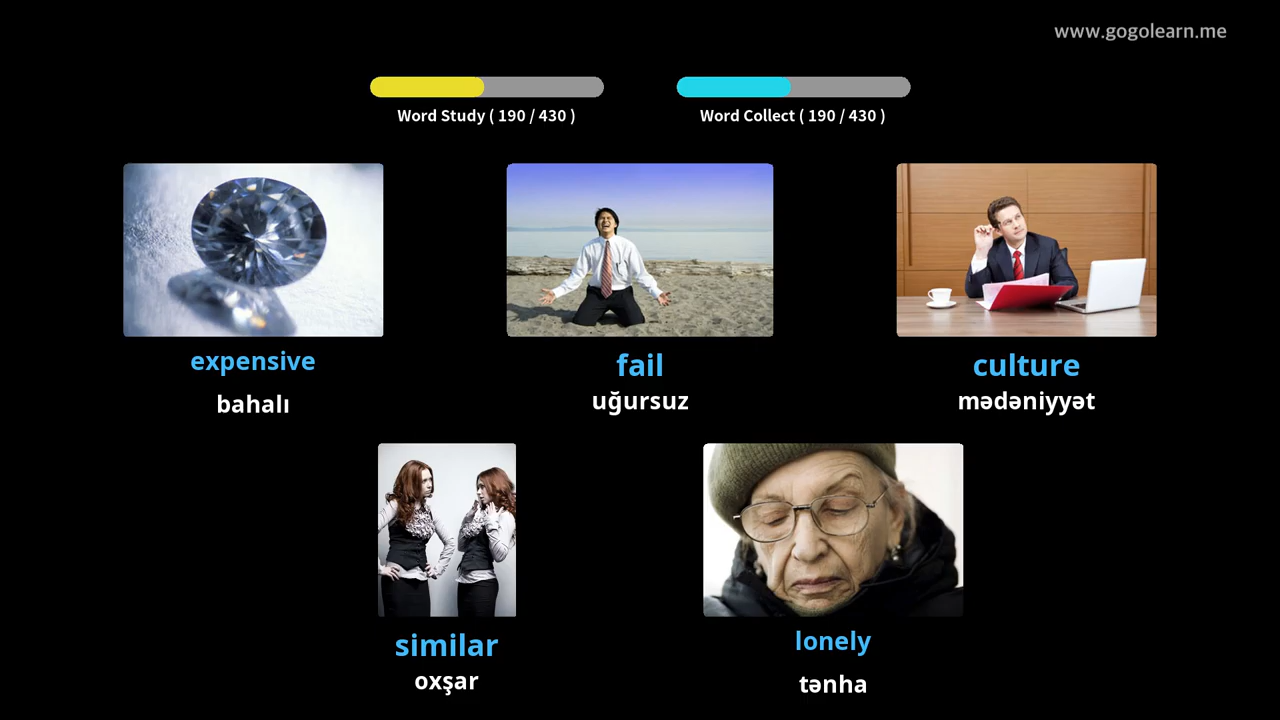 www.gogolearn.me
Word Study ( 190 / 430 )
Word Collect ( 190 / 430 )
expensive
bahalı
fail
uğursuz
culture
mədəniyyət
similar
oxşar
lonely
tənha